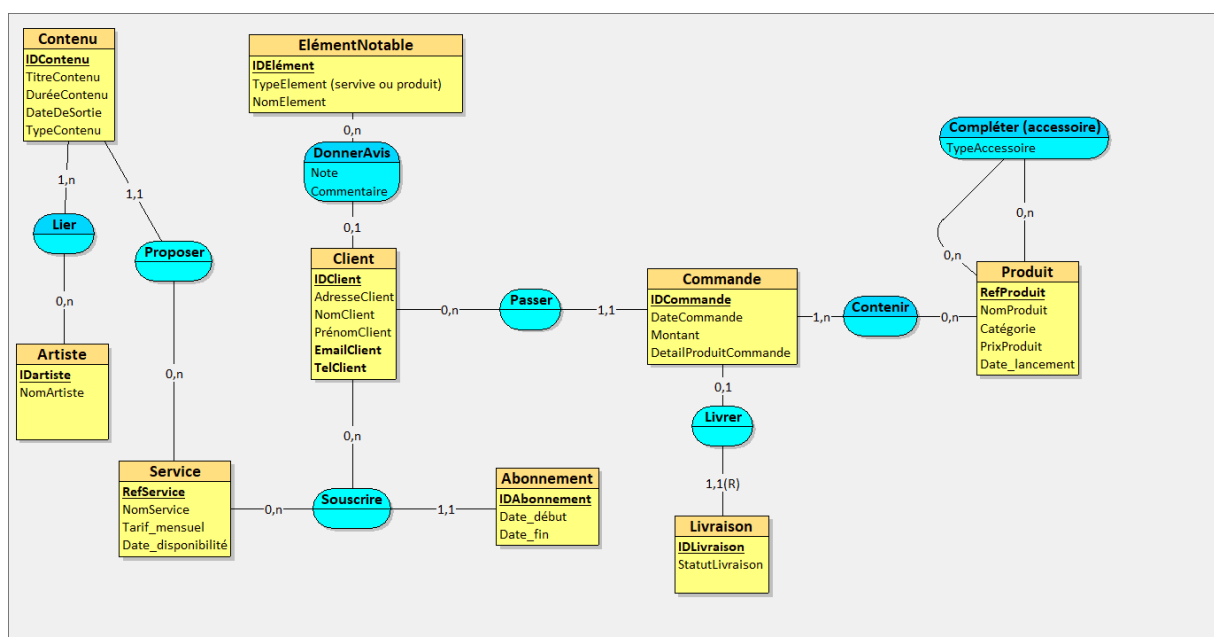 Contenu
IDContenu
TitreContenu
DuréeContenu
DateDeSortie
TypeContenu
ElémentNotable
IDElément
TypeElement (servive ou produit)
NomElement
0,n
DonnerAvis
Note
Commentaire
0,1
Compléter (accessoire)
TypeAccessoire
0,n
0,n
1,n
1,1
Lier
Proposer
0,n
0,n
Artiste
IDartiste
NomArtiste
Client
IDClient
AdresseClient
NomClient
PrénomClient
EmailClient
TelClient
0,n
Passer
1,1
Commande
IDCommande
DateCommande
Montant
DetailProduitCommande
1,n
Contenir
0,n
Produit
RefProduit
NomProduit
Catégorie
PrixProduit
Date_lancement
0,n
0,1
Livrer
1,1(R)
Livraison
IDLivraison
StatutLivraison
Service
RefService
NomService
Tarif_mensuel
Date_disponibilité
0,n
Souscrire
1,1
Abonnement
IDAbonnement
Date_début
Date_fin